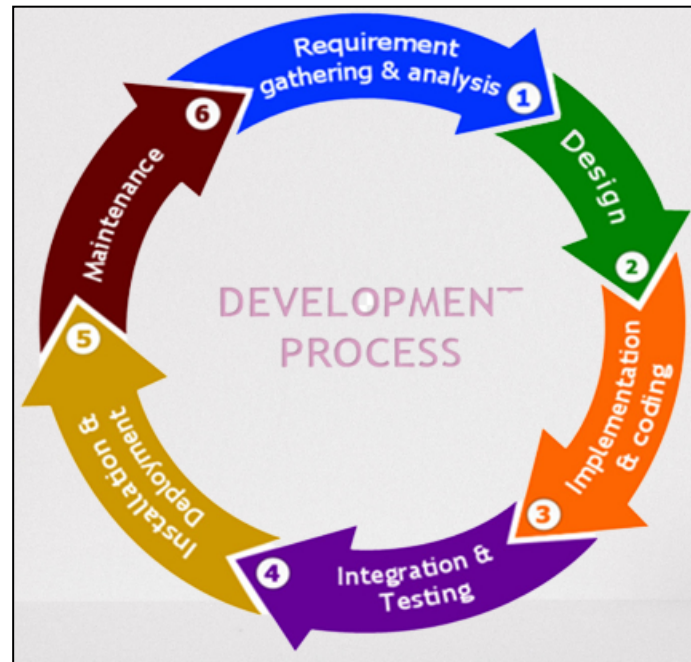 Requirement
gathering & analysis
1
Design
2
Implementation
& coding
3
Integration &
Testing
4
Installation &
Deployment
5
Maintenance
6
DEVELOPMENT
PROCESS